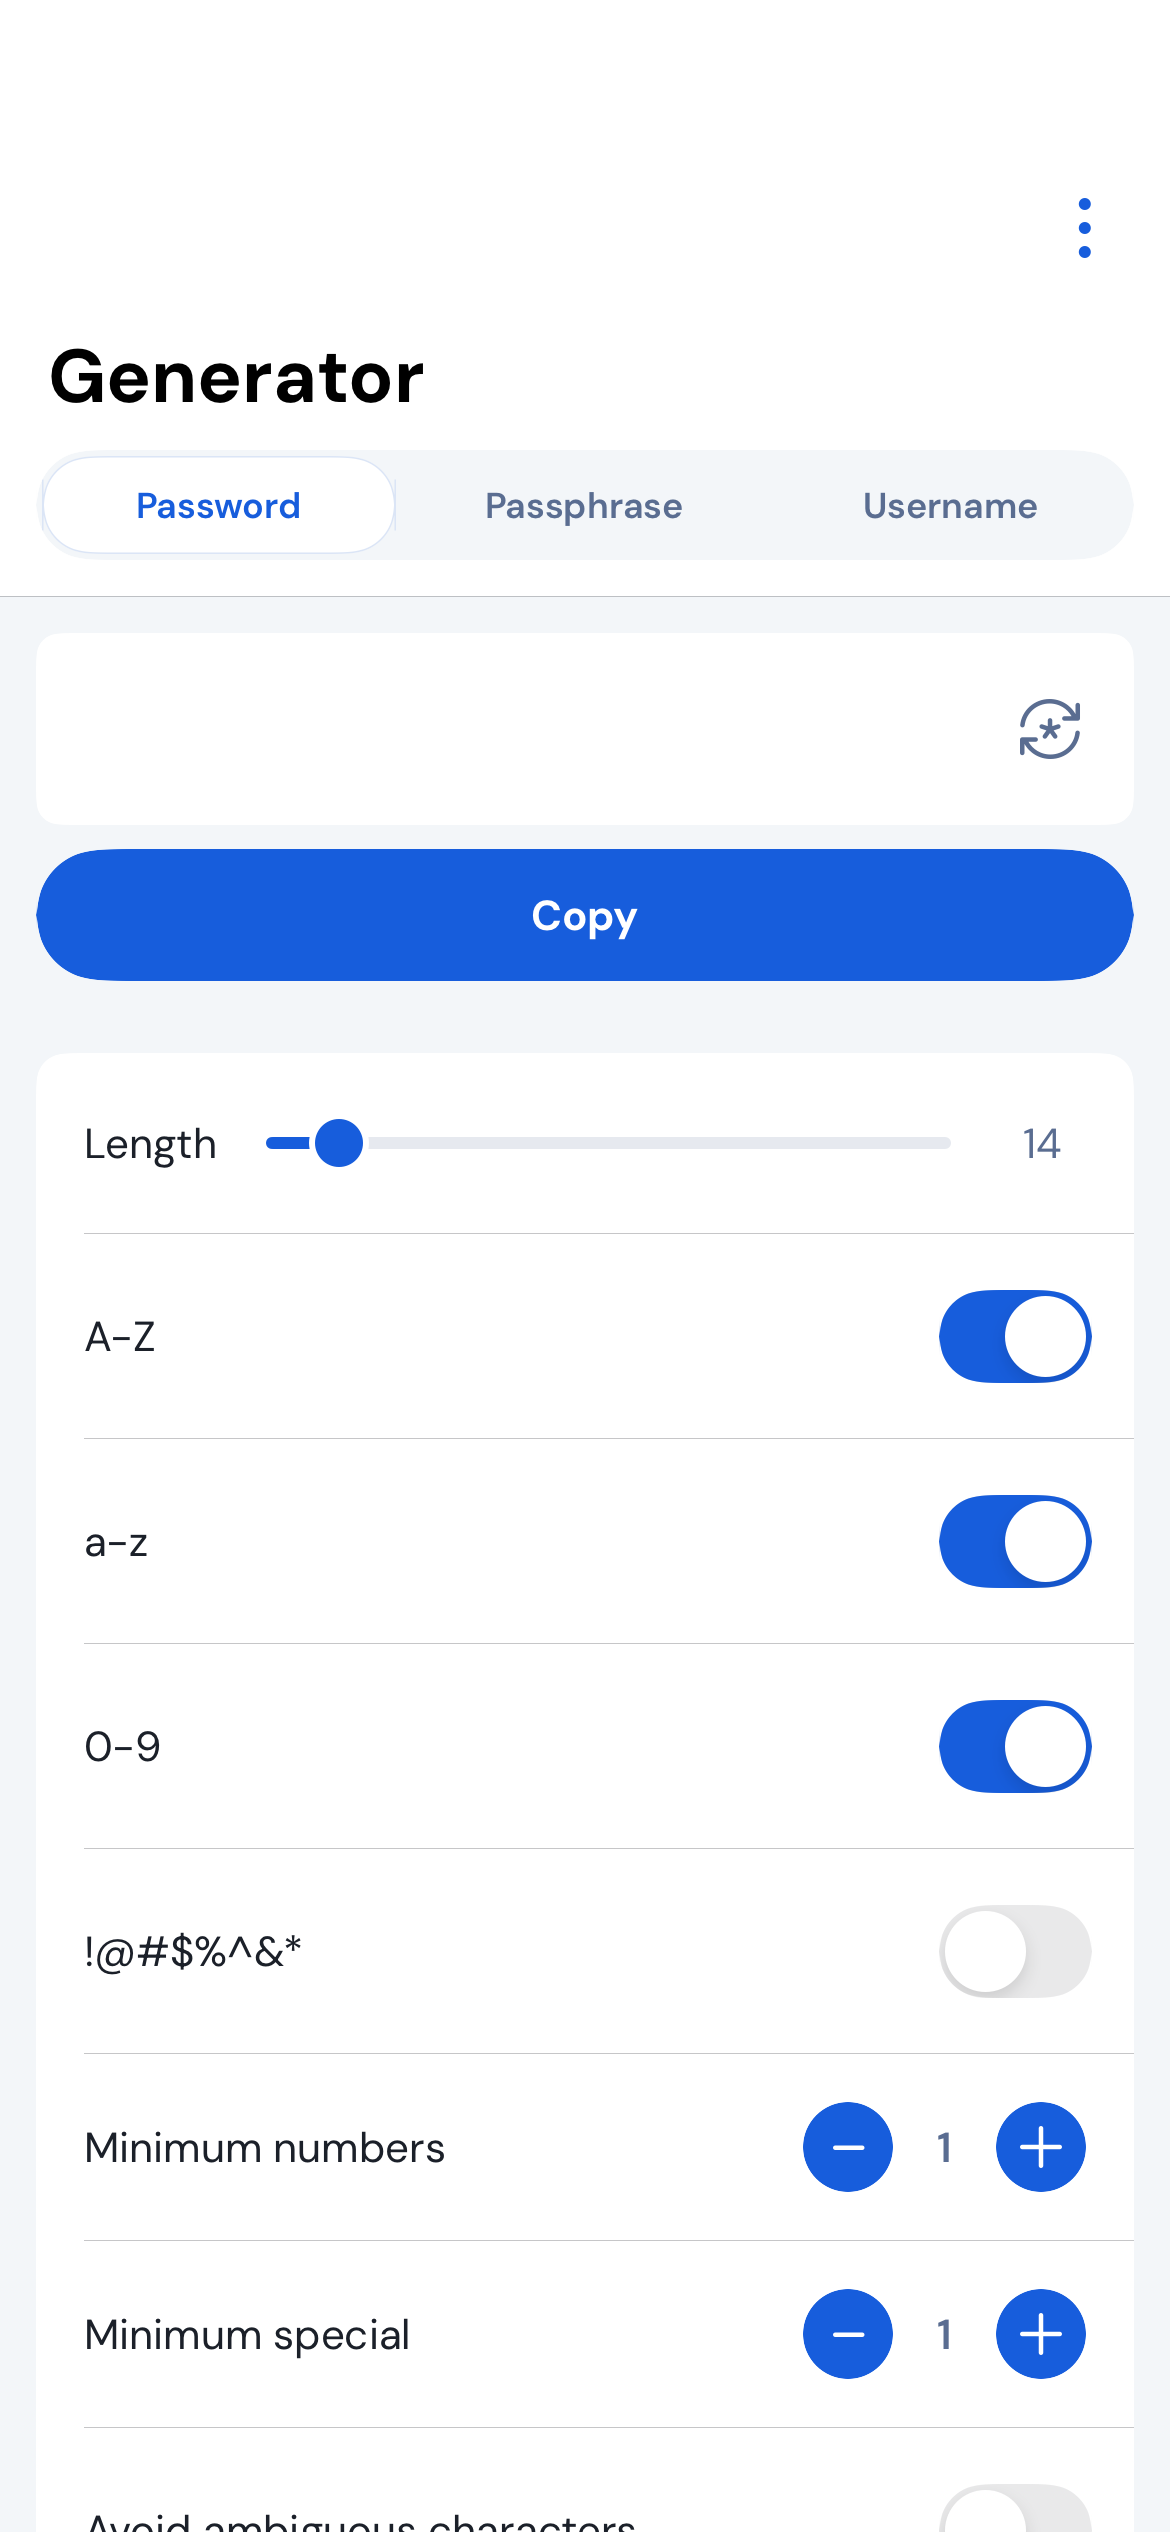 Generator
Password Passphrase Username
Copy
Length 14
A-Z
a-z
0-9
!@#$%^&*
Minimum numbers 1
Minimum special 1
Avoid ambiguous characters